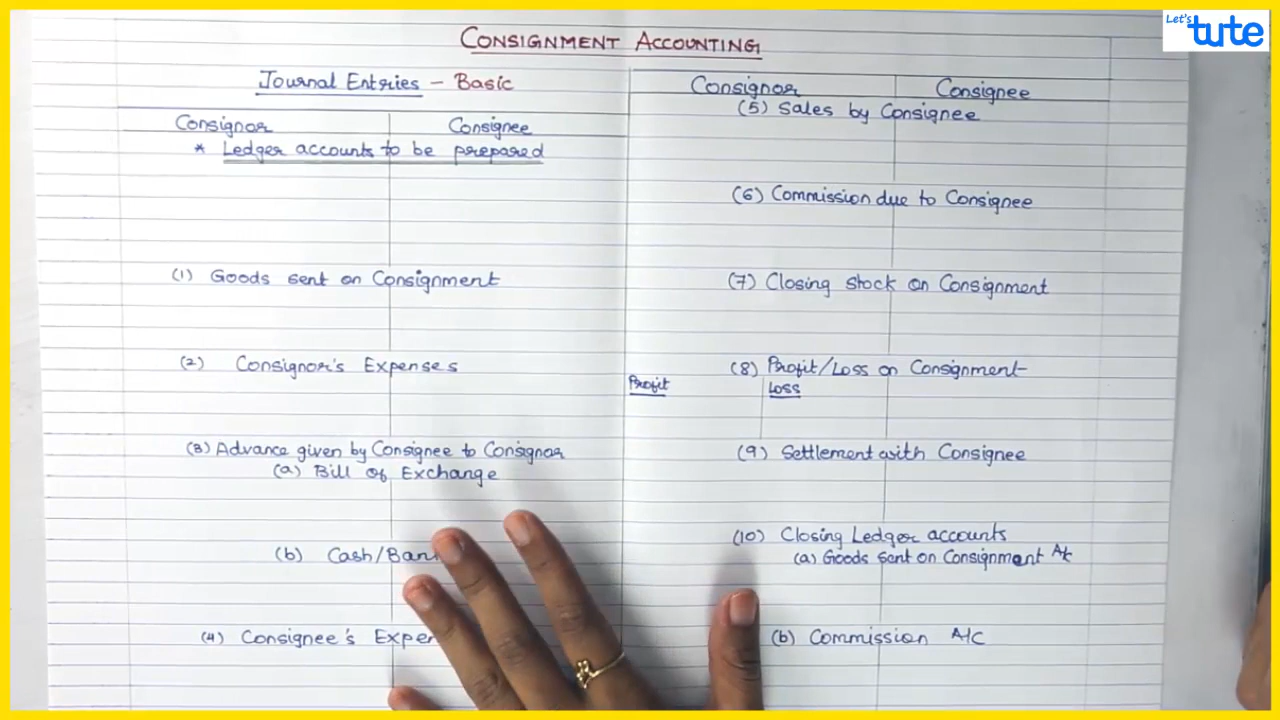 Let's
tute
CONSIGNMENT ACCOUNTING
Journal Entries - Basic
Consignor Consignee
* Ledger accounts to be prepared
(1) Goods sent on Consignment
(2) Consignor's Expenses
(3) Advance given by Consignee to Consignor
(a) Bill of Exchange
(b) Cash/Ban
(4) Consignee's Expen
Consignor Consignee
(5) Sales by Consignee
(6) Commission due to Consignee
(7) Closing stock on Consignment
(8) Profit/Loss on Consignment
Profit Loss
(9) Settlement with Consignee
(10) Closing Ledger accounts
(a) Goods sent on Consignment A/c
(b) Commission A/C